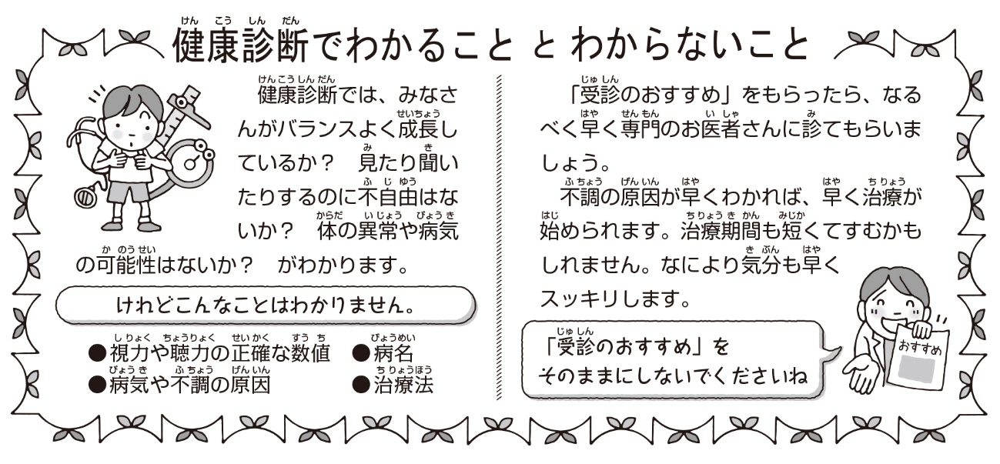 健康診断でわかること と わからないこと
健康診断では、みなさ
んがバランスよく成長し
ているか？　見たり聞い
たりするのに不自由はな
いか？　体の異常や病気
の可能性はないか？　がわかります。
けれどこんなことはわかりません。
●視力や聴力の正確な数値　●病名
●病気や不調の原因　●治療法
「受診のおすすめ」をもらったら、なる
べく早く専門のお医者さんに診てもらいま
しょう。
不調の原因が早くわかれば、早く治療が
始められます。治療期間も短くてすむかも
しれません。なにより気分も早く
スッキリします。
「受診のおすすめ」を
そのままにしないでくださいね
おすすめ